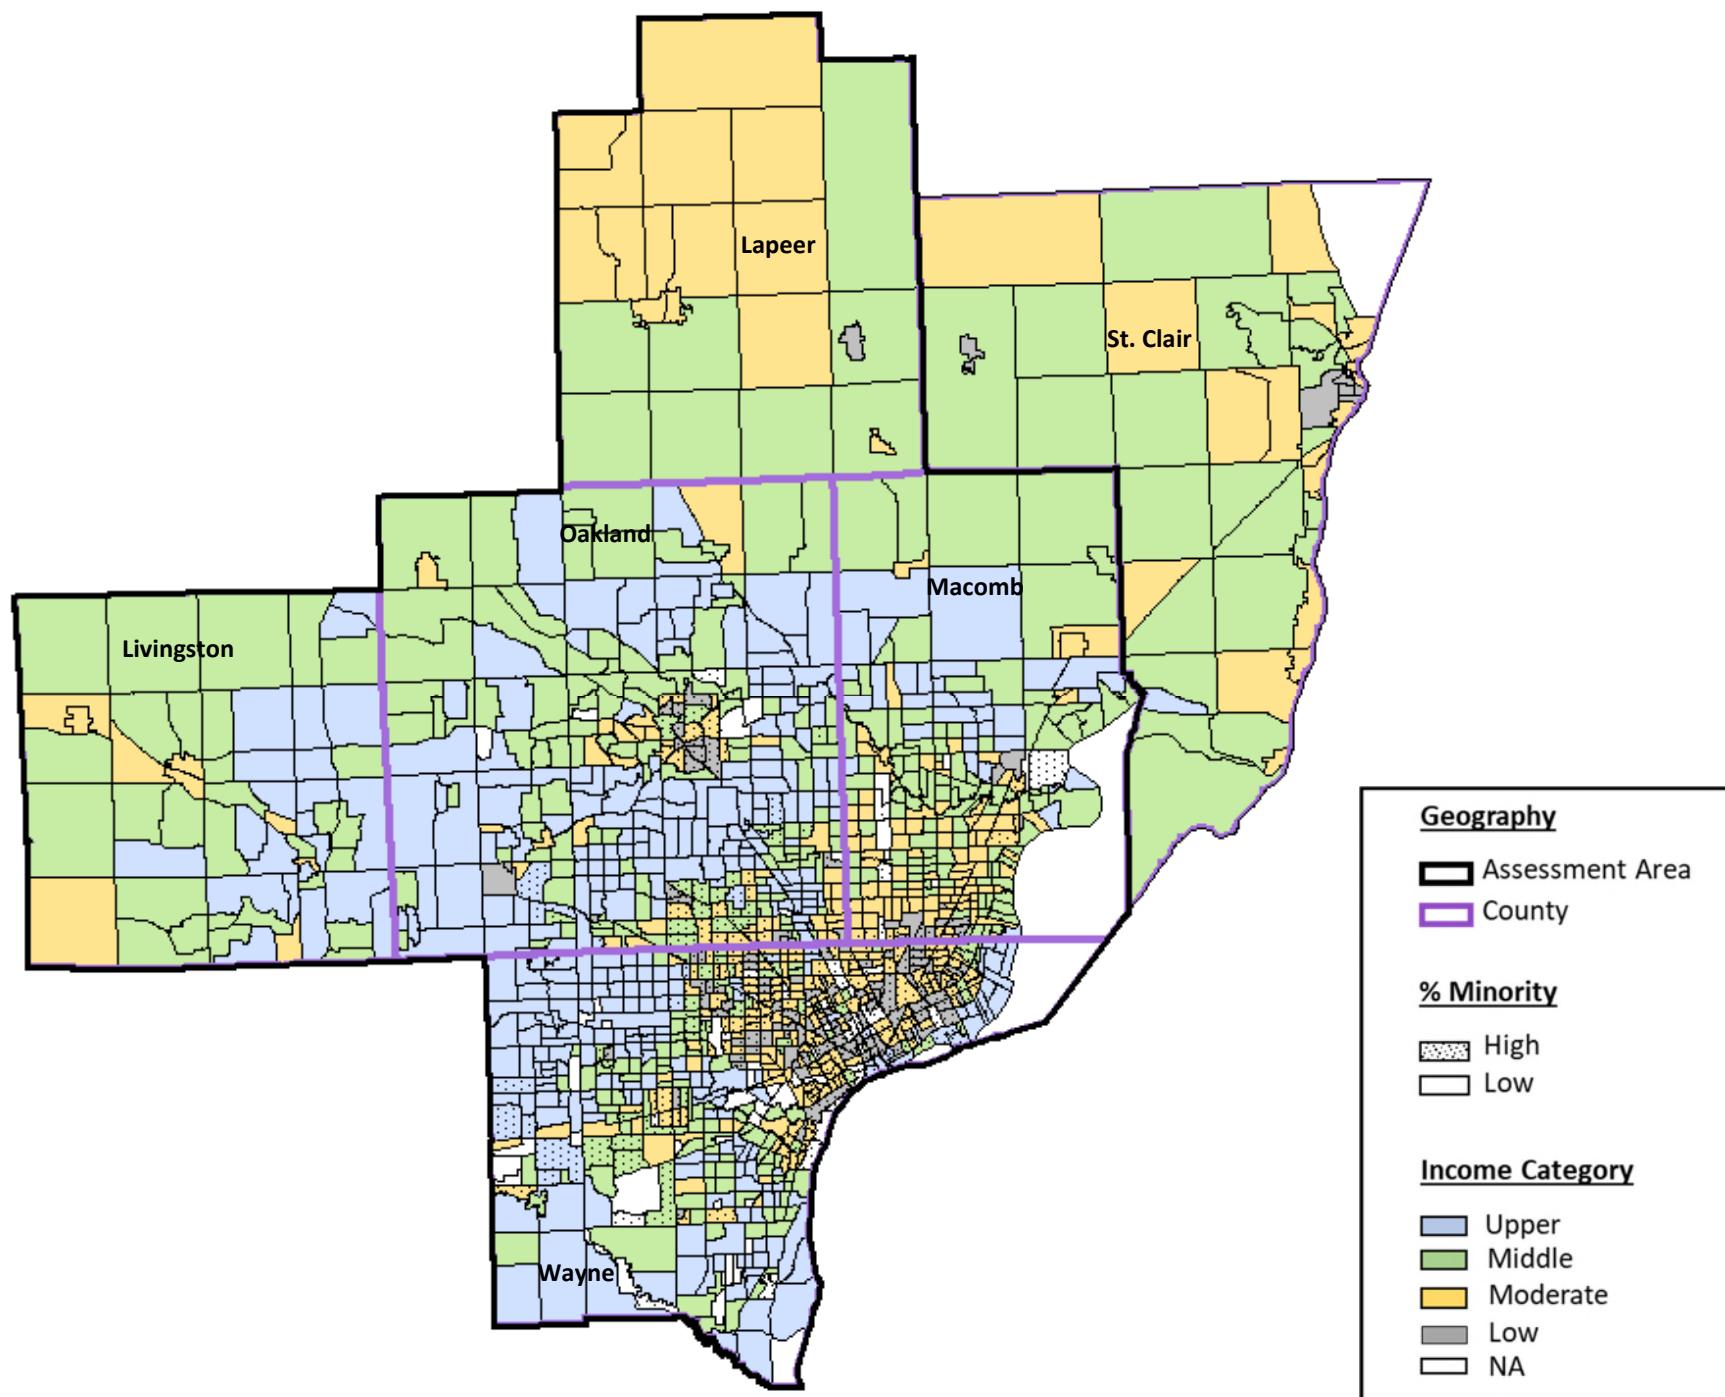 Lapeer
St. Clair
Oakland
Macomb
Livingston
Wayne
Geography
Assessment Area
County
% Minority
High
Low
Income Category
Upper
Middle
Moderate
Low
NA